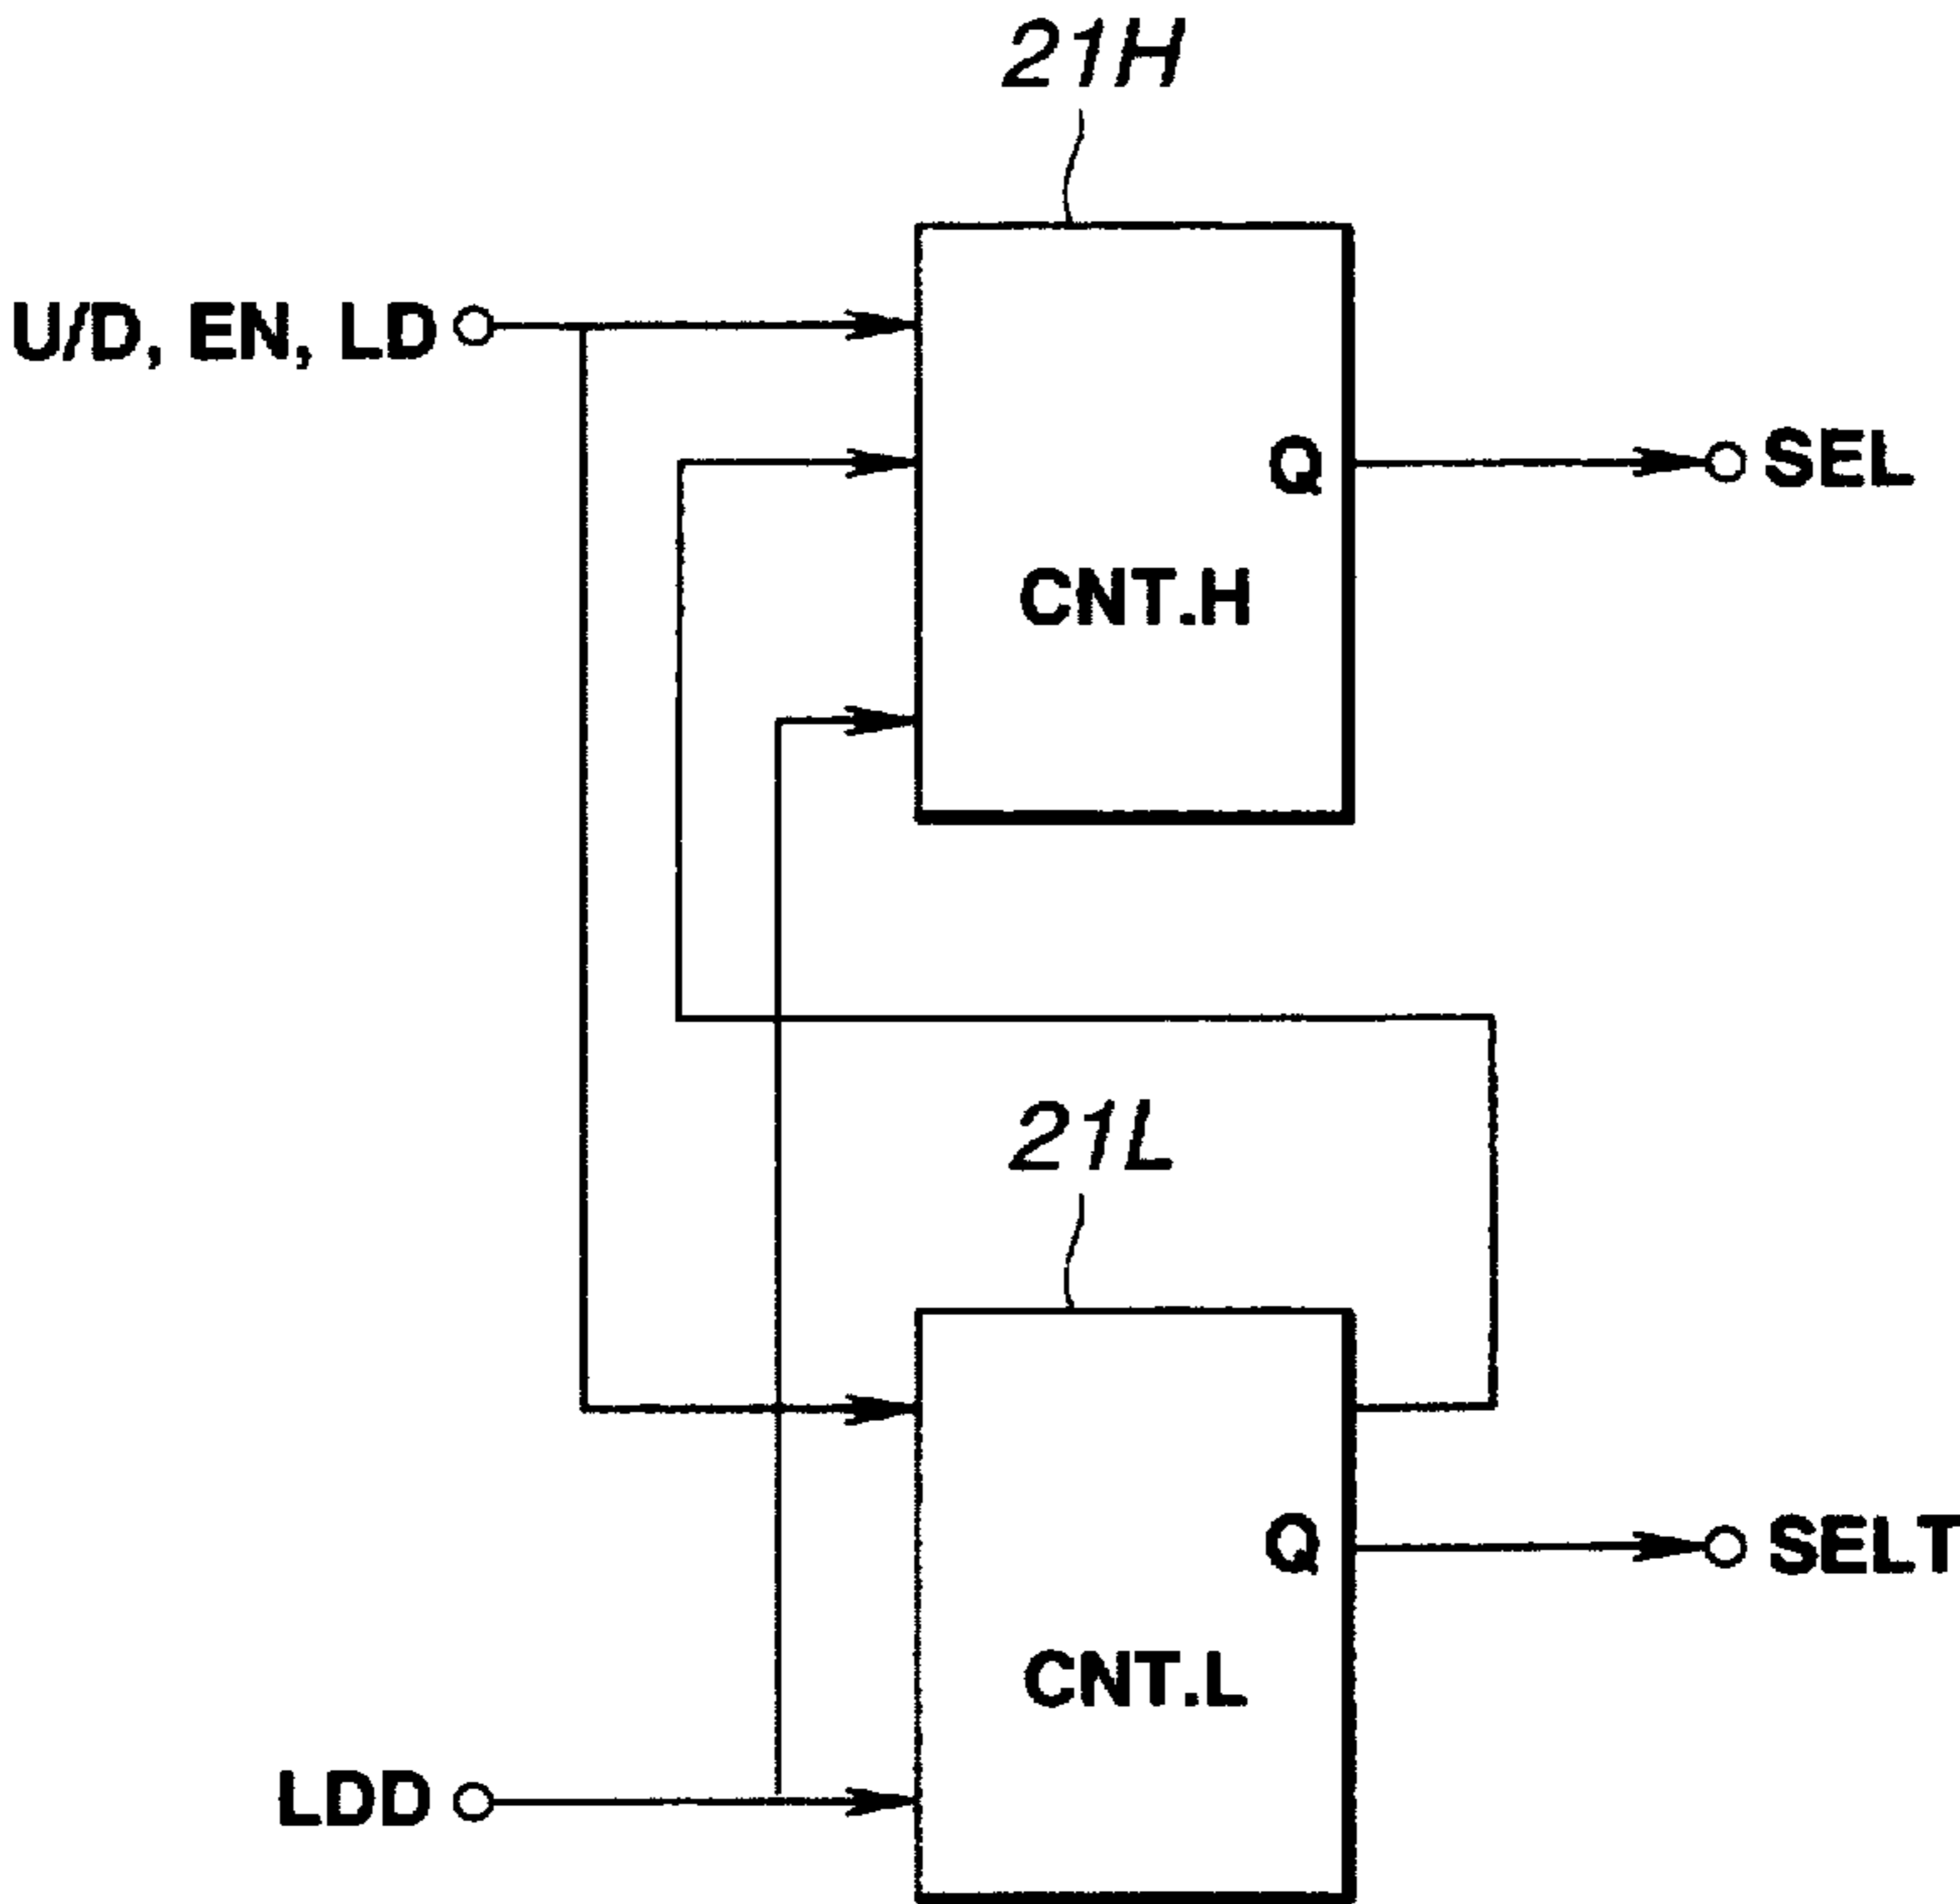 21H
U/D, EN, LD
Q
SEL
CNT.H
21L
Q
SELT
CNT.L
LDD